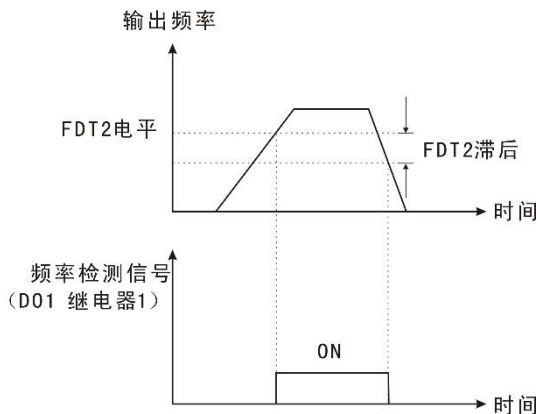 输出频率
FDT2电平
FDT2滞后
时间
频率检测信号
(DO1 继电器1)
ON
时间